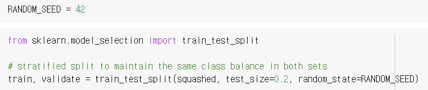 RANDOM_SEED = 42
from sklearn.model_selection import train_test_split
# stratified split to maintain the same class balance in both sets
train, validate = train_test_split(squashed, test_size=0.2, random_state=RANDOM_SEED)